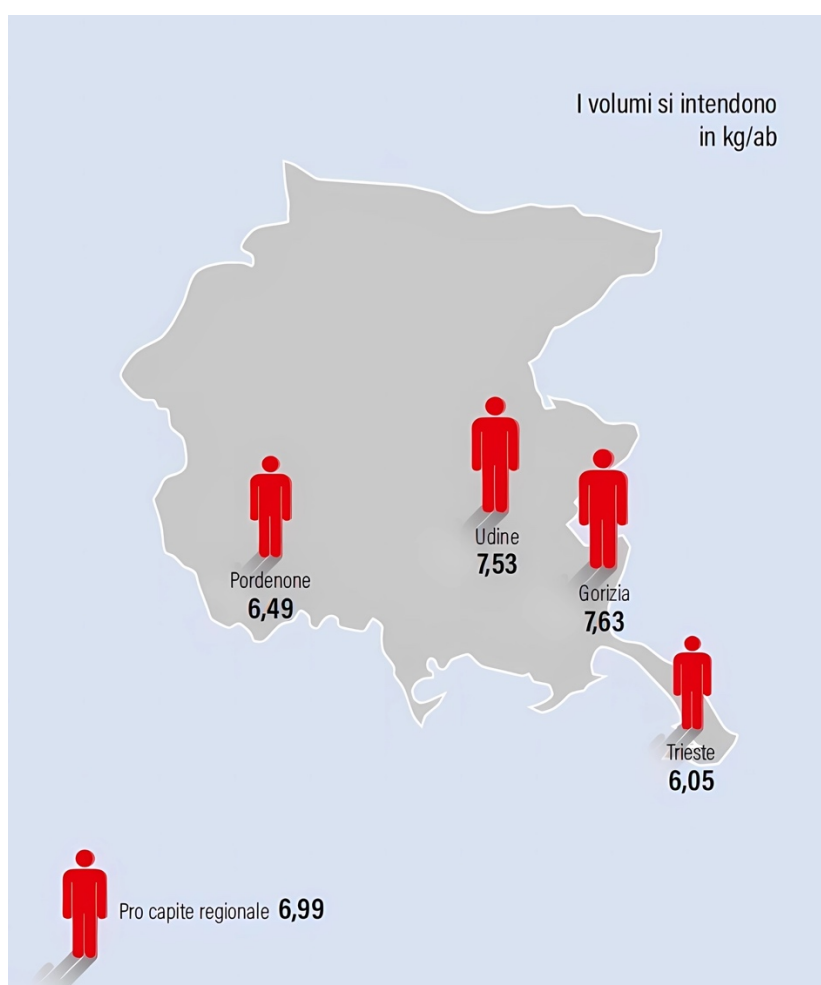 I volumi si intendono
in kg/ab
Udine
7,53
Pordenone
6,49
Gorizia
7,63
Trieste
6,05
Pro capite regionale 6,99